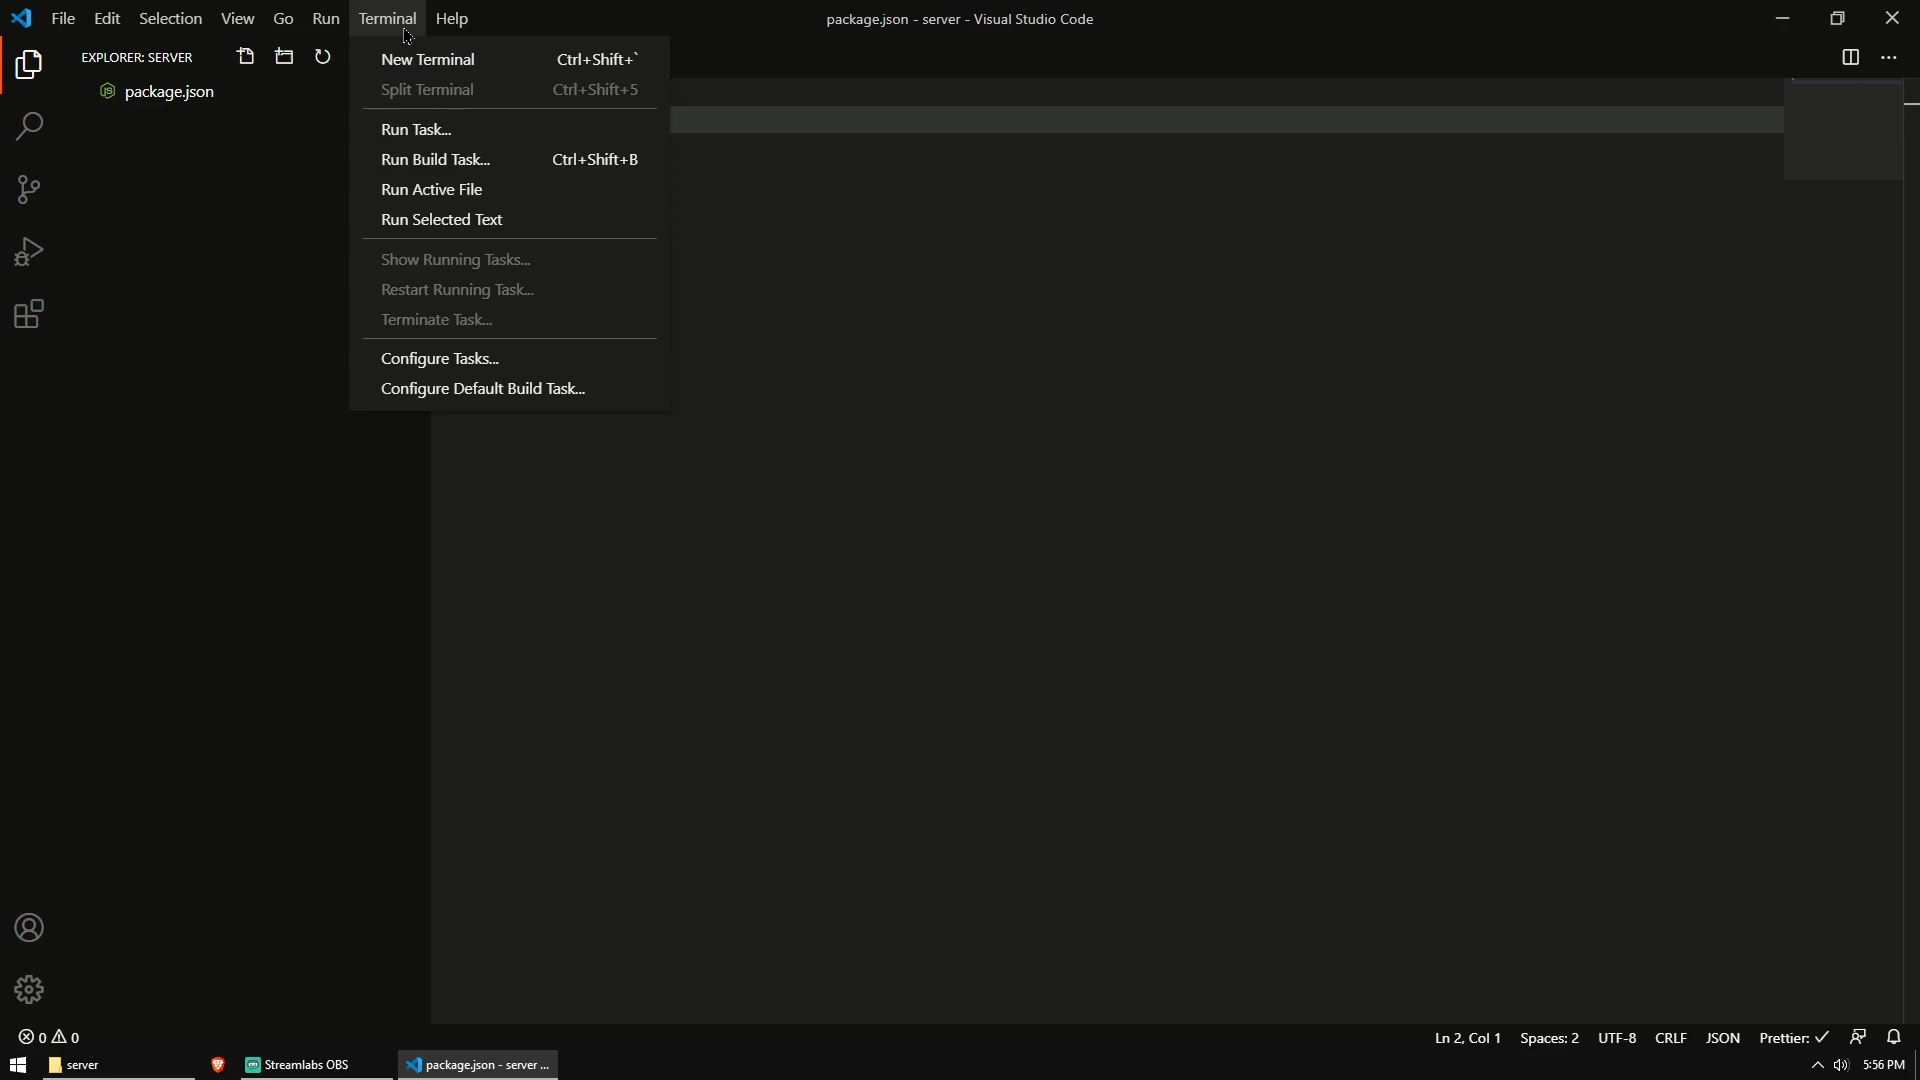 File Edit Selection View Go Run Terminal Help
package.json - server - Visual Studio Code
EXPLORER: SERVER
package.json
New Terminal Ctrl+Shift+`
Split Terminal Ctrl+Shift+5
Run Task...
Run Build Task... Ctrl+Shift+B
Run Active File
Run Selected Text
Show Running Tasks...
Restart Running Task...
Terminate Task...
Configure Tasks...
Configure Default Build Task...
0 0
Ln 2, Col 1 Spaces: 2 UTF-8 CRLF JSON Prettier: ✓
server Streamlabs OBS package.json - server ... 5:56 PM